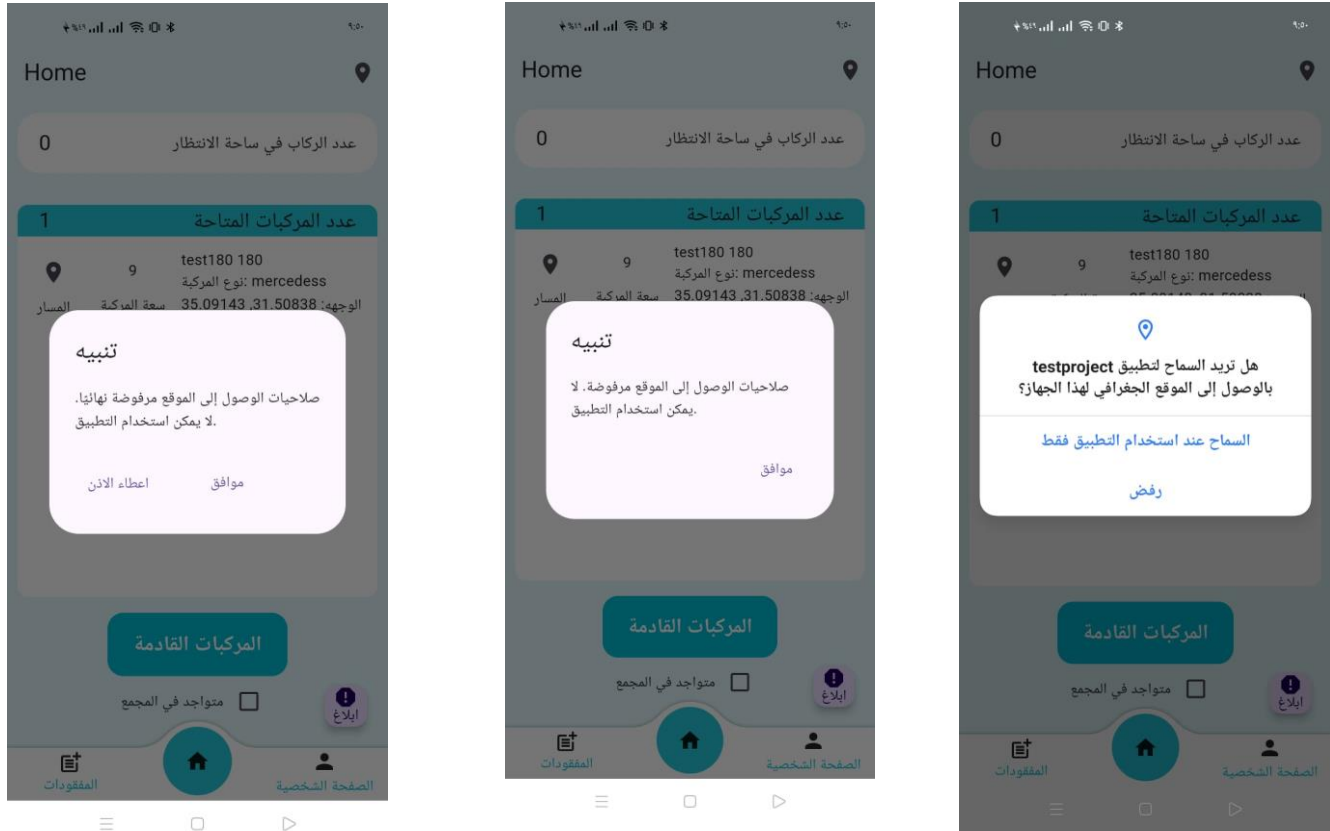 ٩:٥٠
Home
عدد الركاب في ساحة الانتظار 0
عدد المركبات المتاحة 1
test180 180
9
نوع المركبة: mercedess
الوجهه: 31.50838, 35.09143 سعة المركبة المسار
تنبيه
صلاحيات الوصول إلى الموقع مرفوضة نهائيًا.
لا يمكن استخدام التطبيق.
موافق اعطاء الاذن
المركبات القادمة
متواجد في المجمع
ابلاغ
الصفحة الشخصية المفقودات
٩:٥٠
Home
عدد الركاب في ساحة الانتظار 0
عدد المركبات المتاحة 1
test180 180
9
نوع المركبة: mercedess
الوجهه: 31.50838, 35.09143 سعة المركبة المسار
تنبيه
صلاحيات الوصول إلى الموقع مرفوضة. لا
يمكن استخدام التطبيق.
موافق
المركبات القادمة
متواجد في المجمع
ابلاغ
الصفحة الشخصية المفقودات
٩:٥٠
Home
عدد الركاب في ساحة الانتظار 0
عدد المركبات المتاحة 1
test180 180
9
نوع المركبة: mercedess
هل تريد السماح لتطبيق testproject
بالوصول إلى الموقع الجغرافي لهذا الجهاز؟
السماح عند استخدام التطبيق فقط
رفض
المركبات القادمة
متواجد في المجمع
ابلاغ
الصفحة الشخصية المفقودات